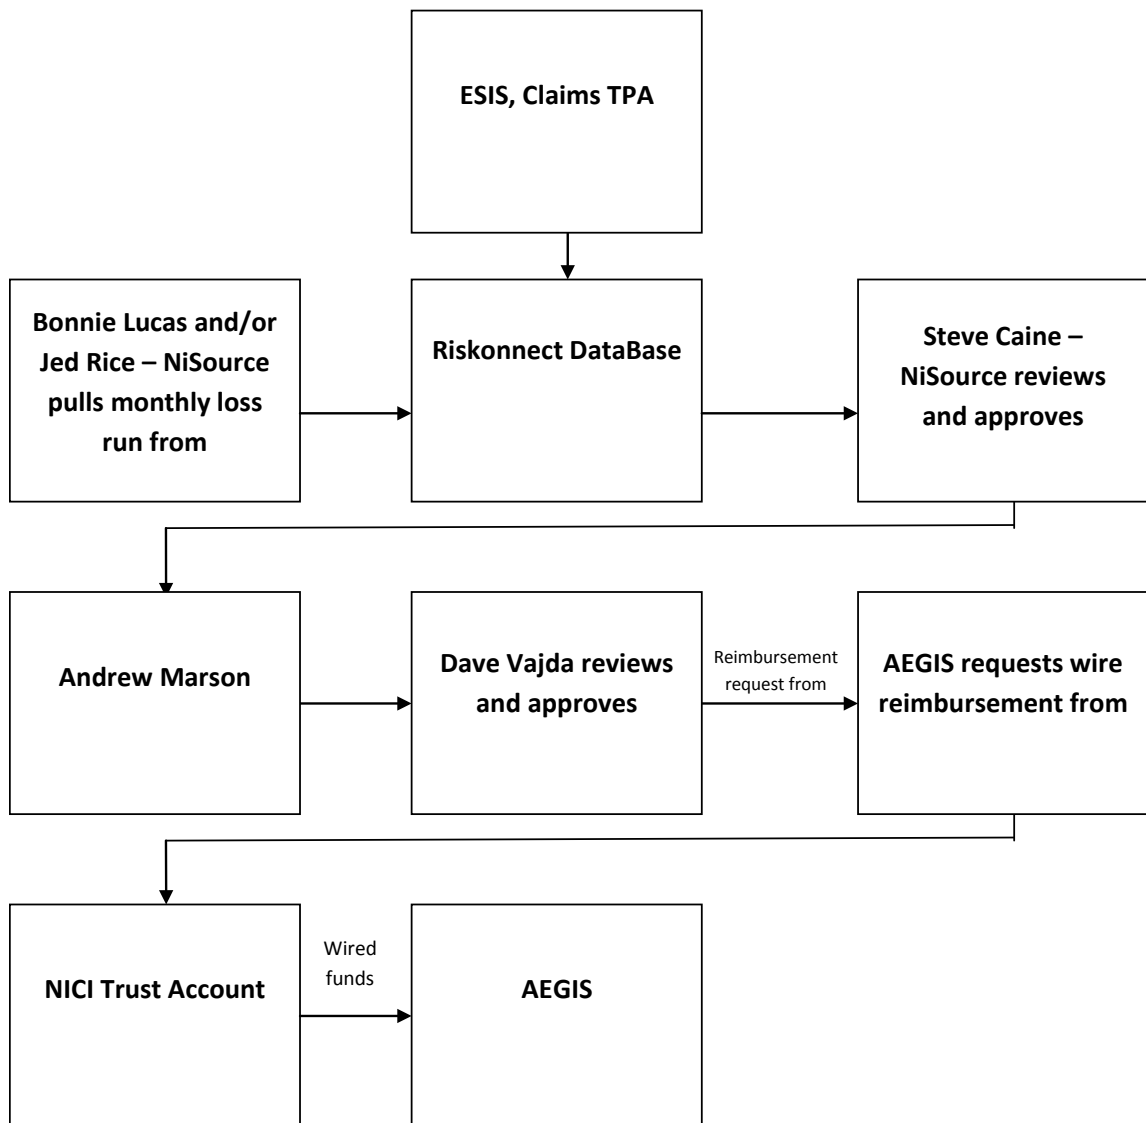 ESIS, Claims TPA
Bonnie Lucas and/or
Jed Rice – NiSource
pulls monthly loss
run from
Riskonnect DataBase
Steve Caine –
NiSource reviews
and approves
Andrew Marson
Dave Vajda reviews
and approves
Reimbursement
request from
AEGIS requests wire
reimbursement from
NICI Trust Account
Wired
funds
AEGIS